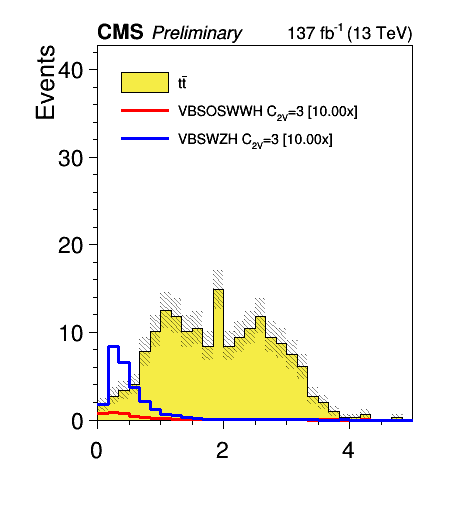 CMS Preliminary 137 fb⁻¹ (13 TeV)
Events
40
tt̄
VBSOSWWH C₂ᵥ=3 [10.00x]
VBSWZH C₂ᵥ=3 [10.00x]
30
20
10
0
0 2 4